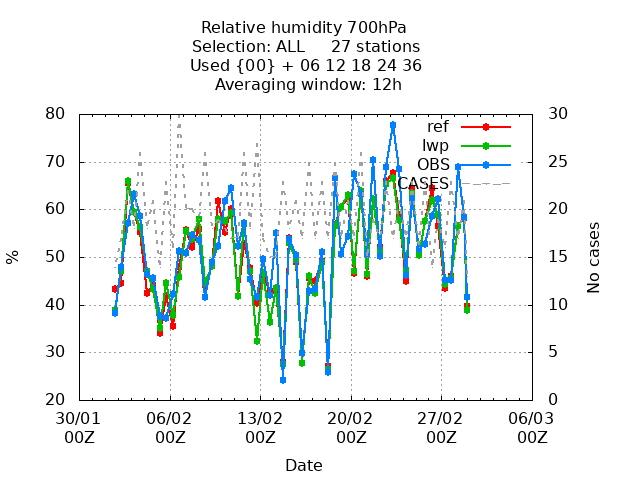 Relative humidity 700hPa
Selection: ALL 27 stations
Used {00} + 06 12 18 24 36
Averaging window: 12h
80
70
60
50
40
30
20
30
25
20
15
10
5
0
ref
lwp
OBS
CASES
%
No cases
30/01 06/02 13/02 20/02 27/02 06/03
00Z 00Z 00Z 00Z 00Z 00Z
Date